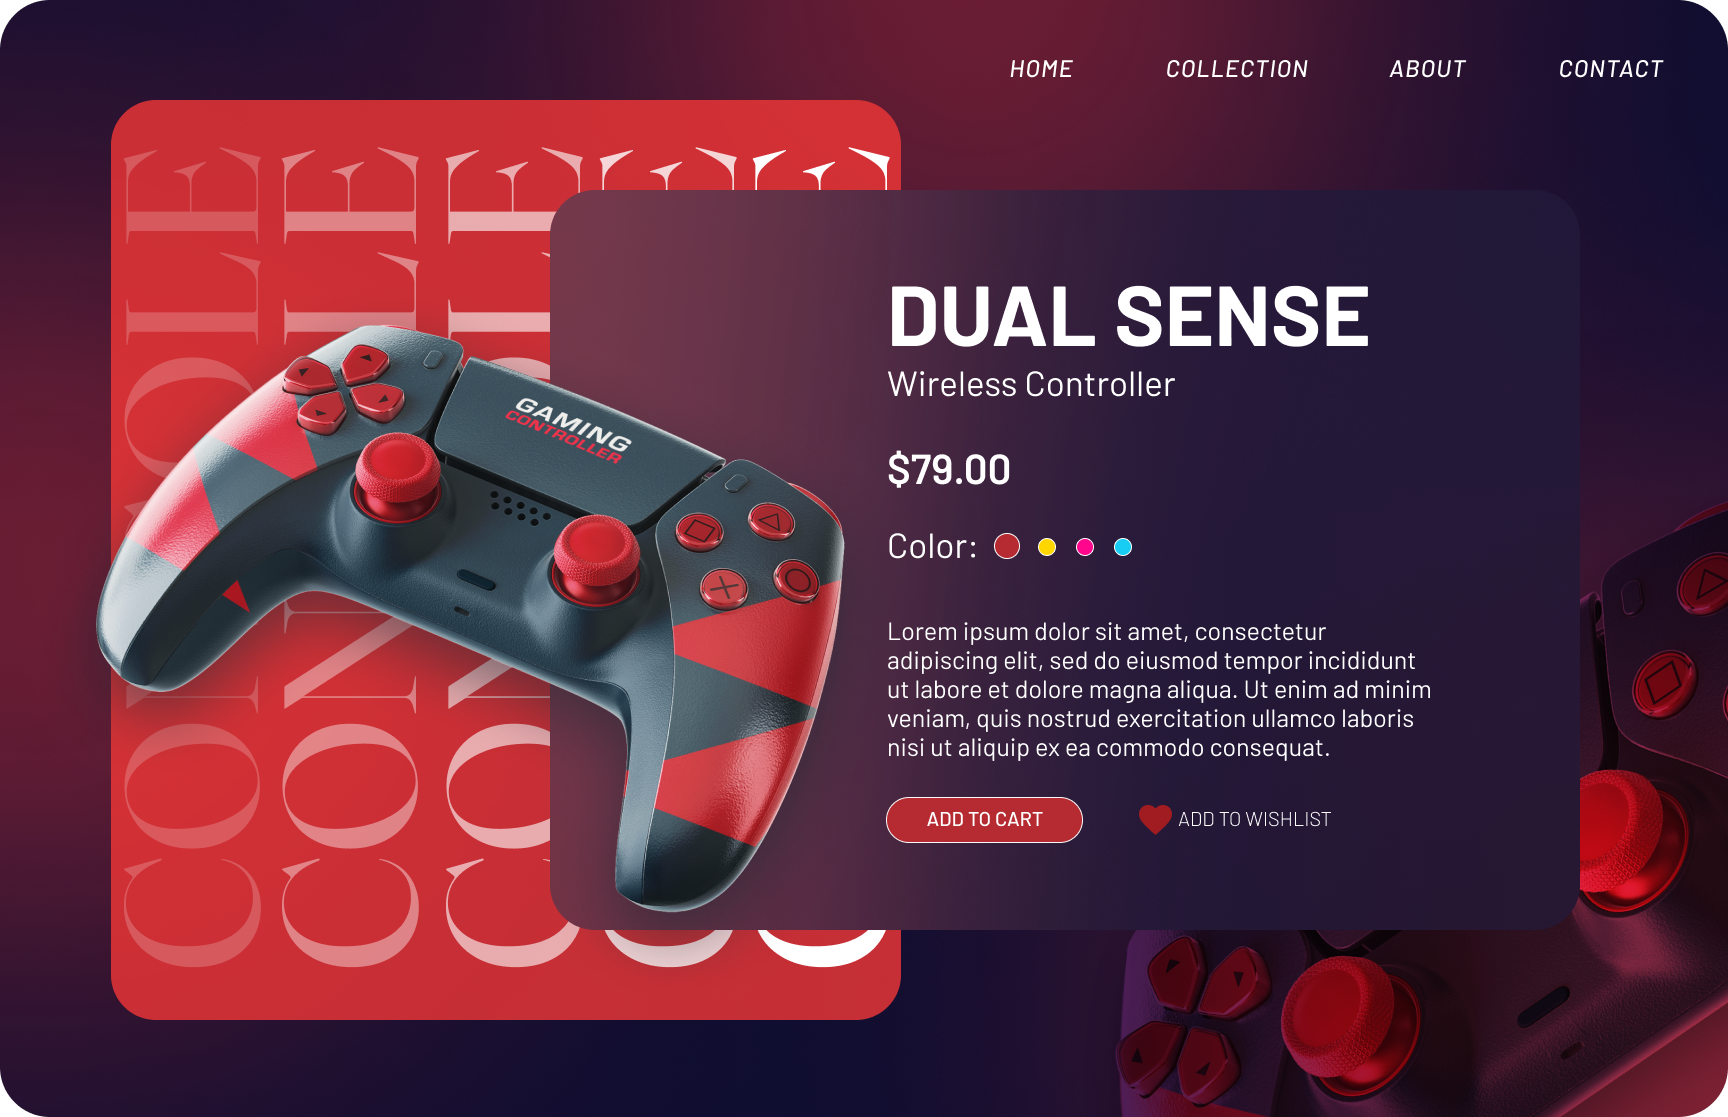 HOME COLLECTION ABOUT CONTACT
DUAL SENSE
Wireless Controller
$79.00
Color:
Lorem ipsum dolor sit amet, consectetur
adipiscing elit, sed do eiusmod tempor incididunt
ut labore et dolore magna aliqua. Ut enim ad minim
veniam, quis nostrud exercitation ullamco laboris
nisi ut aliquip ex ea commodo consequat.
ADD TO CART
ADD TO WISHLIST
GAMING
CONTROLLER